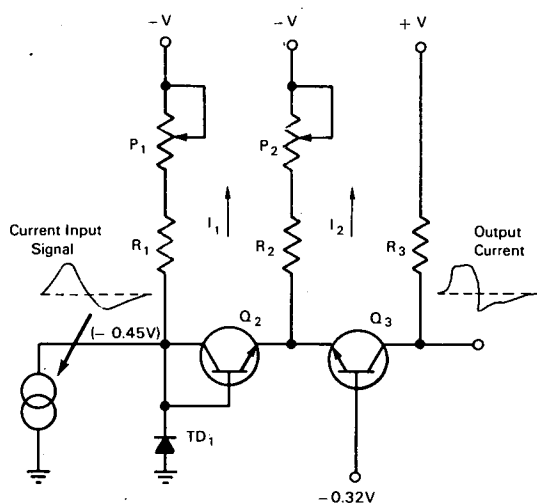 − V
− V
+ V
P1
P2
I1
I2
R1
R2
R3
Current Input
Signal
Output
Current
(− 0.45V)
Q2
Q3
TD1
−0.32V